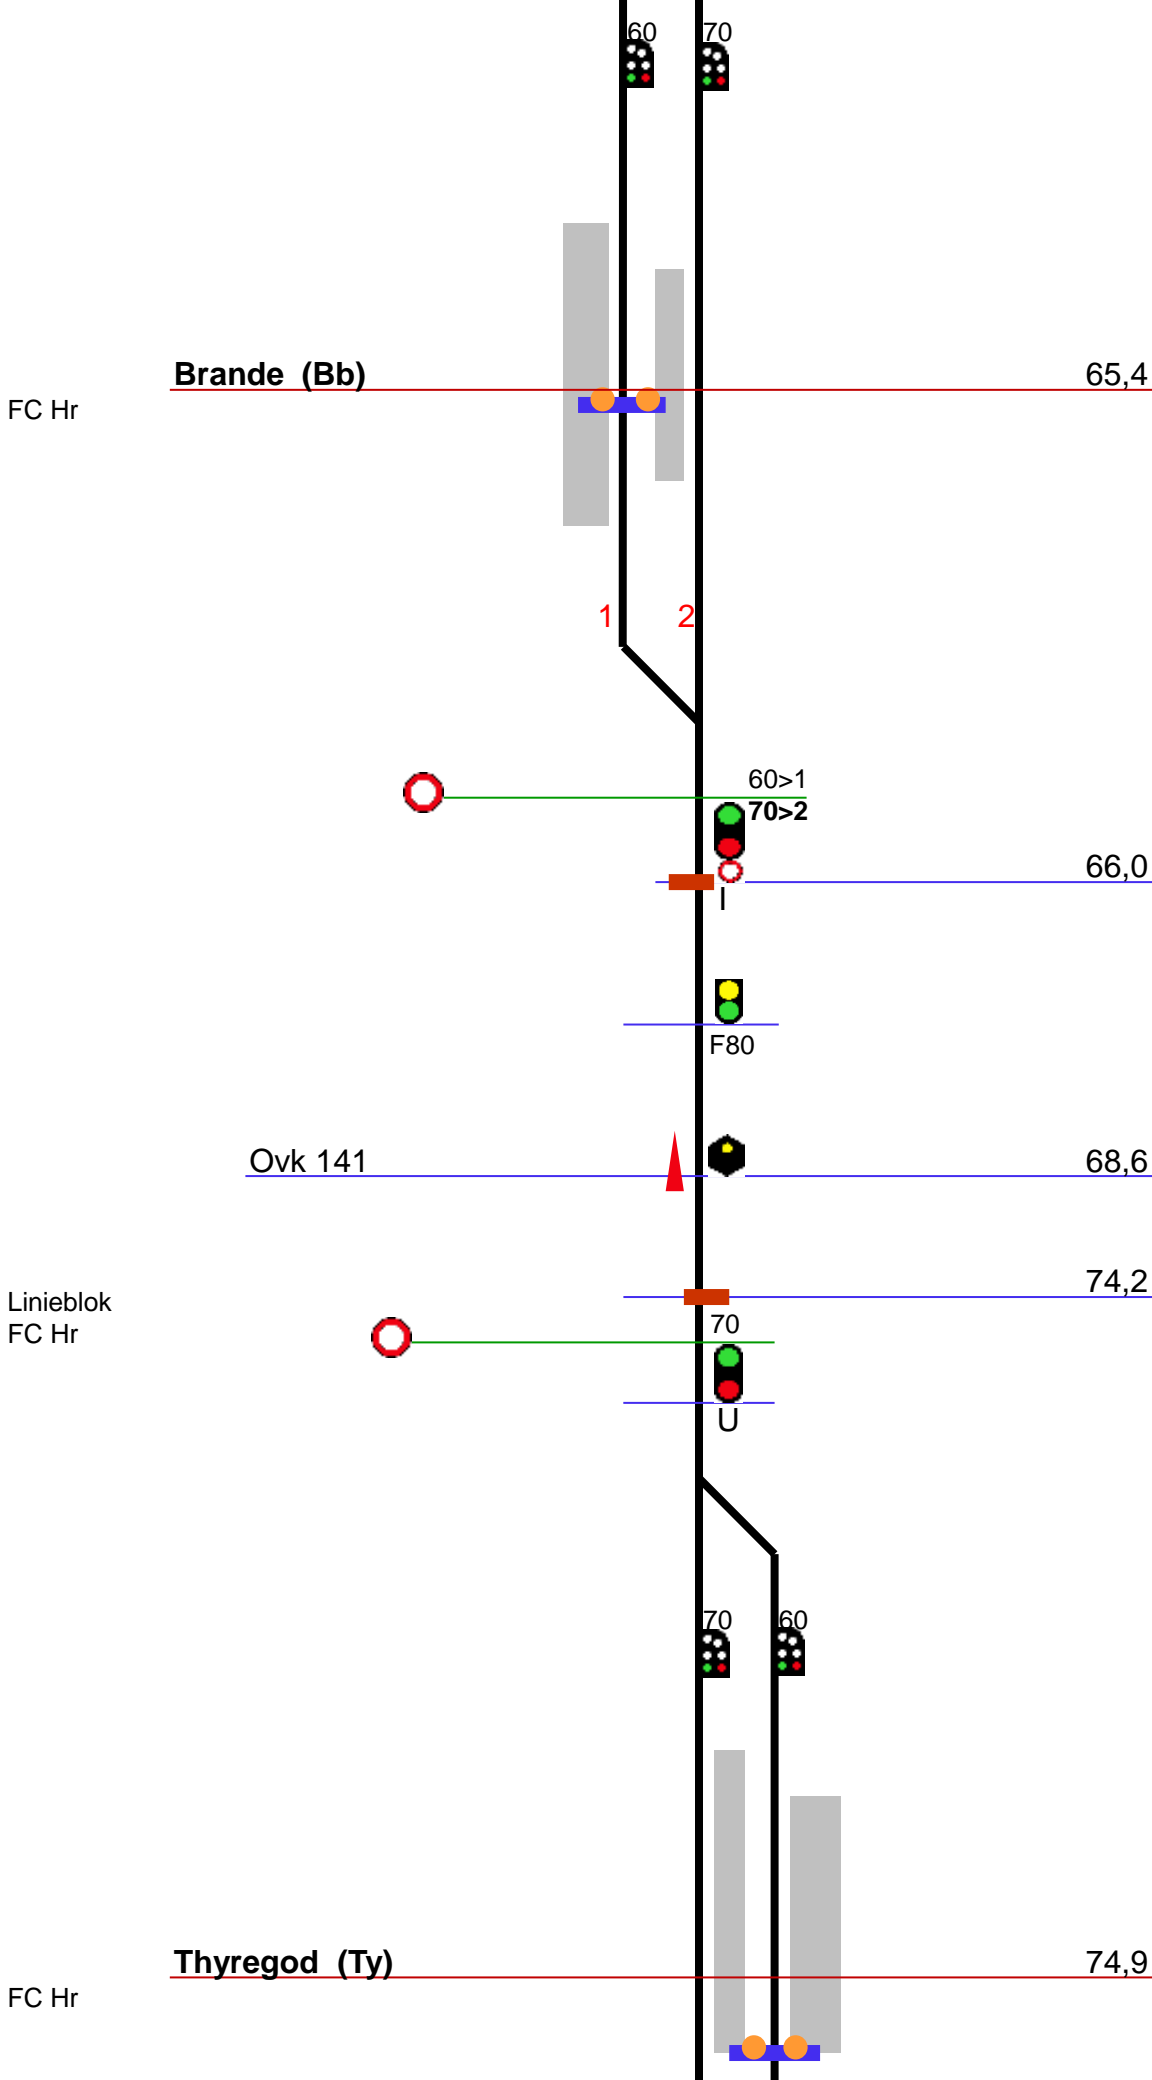 60 70
Brande (Bb) 65,4
FC Hr
1 2
60>1
70>2
66,0
I
F80
Ovk 141 68,6
74,2
Linieblok
FC Hr
70
U
70 60
Thyregod (Ty) 74,9
FC Hr